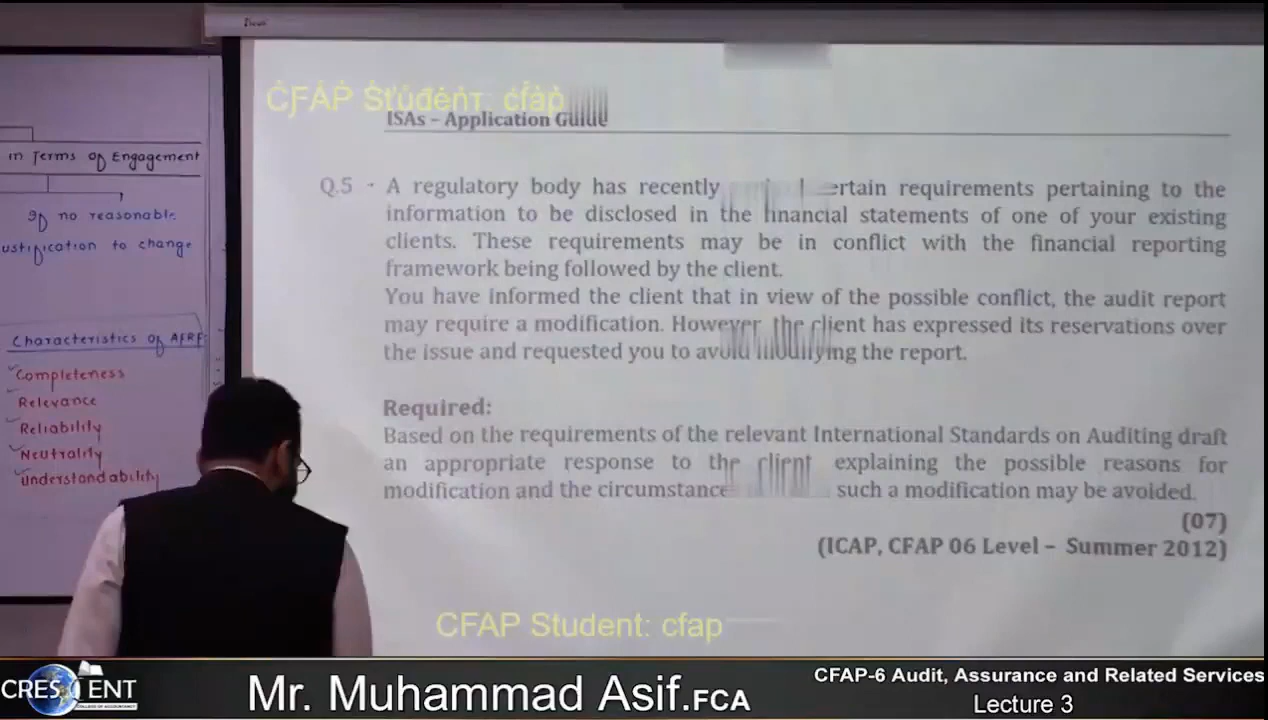 CFAP Student: cfap
ISAs – Application Guide
in Terms of Engagement
If no reasonable
ustification to change
Characteristics of AFRF
Completeness
Relevance
Reliability
Neutrality
Understandability
Q.5 - A regulatory body has recently requirements pertaining to the
information to be disclosed in the financial statements of one of your existing
clients. These requirements may be in conflict with the financial reporting
framework being followed by the client.
You have informed the client that in view of the possible conflict, the audit report
may require a modification. However, the client has expressed its reservations over
the issue and requested you to avoid modifying the report.
Required:
Based on the requirements of the relevant International Standards on Auditing draft
an appropriate response to the client explaining the possible reasons for
modification and the circumstance such a modification may be avoided.
(07)
(ICAP, CFAP 06 Level – Summer 2012)
CFAP Student: cfap
CRESCENT
Mr. Muhammad Asif.FCA
CFAP-6 Audit, Assurance and Related Services
Lecture 3